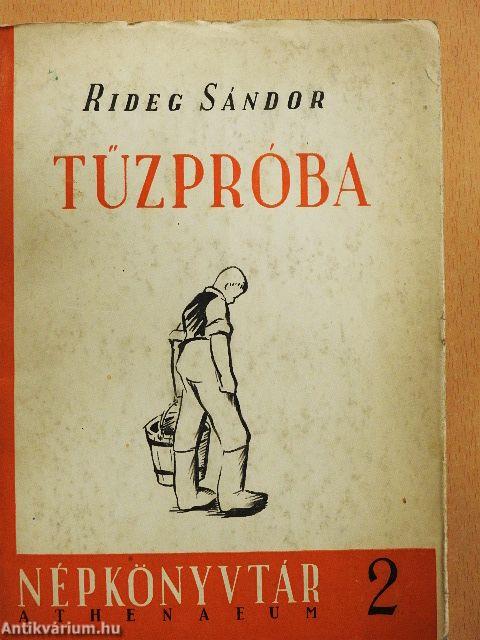 RIDEG SÁNDOR
TŰZPRÓBA
NÉPKÖNYVTÁR 2
ATHENAEUM
Antikvárium.hu